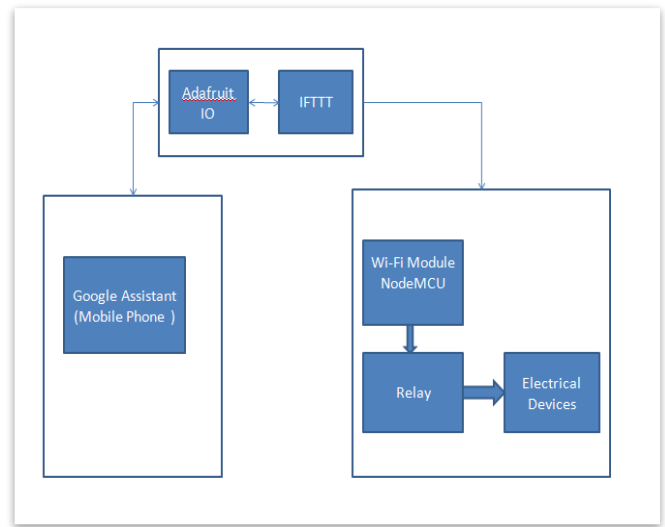 Adafruit
IO
IFTTT
Google Assistant
(Mobile Phone )
Wi-Fi Module
NodeMCU
Relay
Electrical
Devices